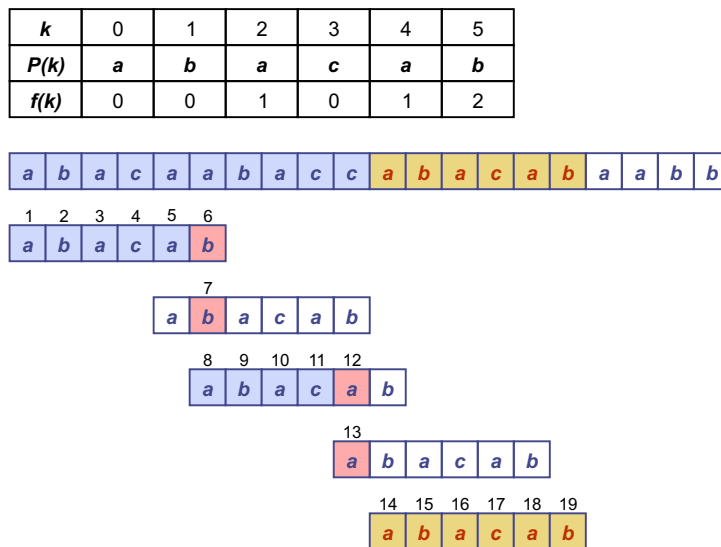 k 0 1 2 3 4 5
P(k) a b a c a b
f(k) 0 0 1 0 1 2
a b a c a a b a c c a b a c a b a a b b
1 2 3 4 5 6
a b a c a b
7
a b a c a b
8 9 10 11 12
a b a c a b
13
a b a c a b
14 15 16 17 18 19
a b a c a b